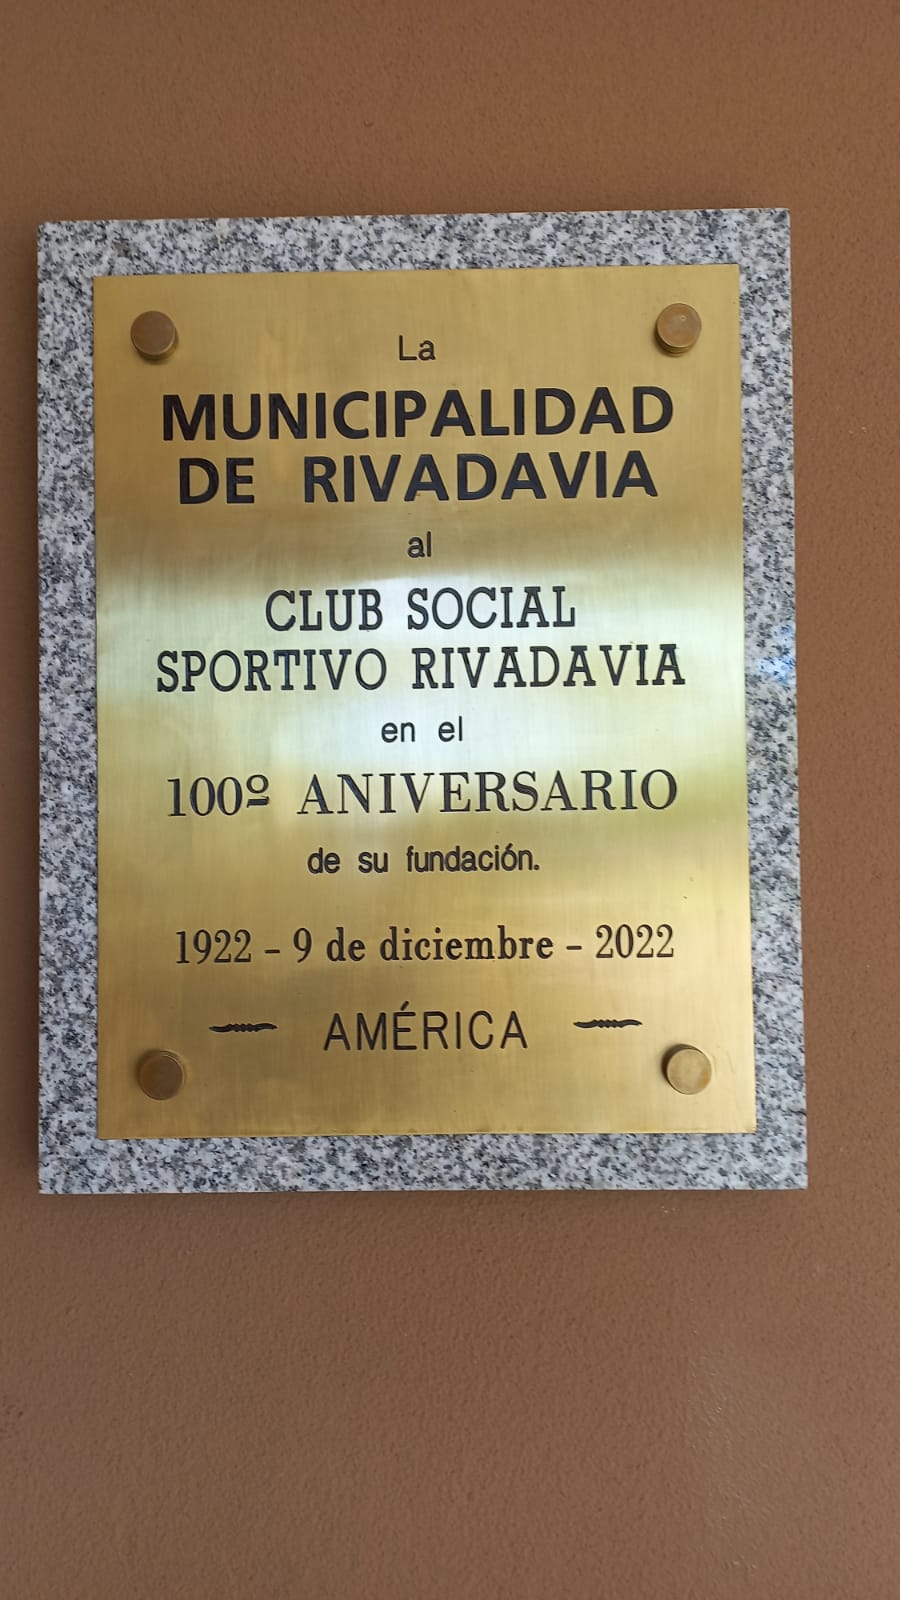 La
MUNICIPALIDAD
DE RIVADAVIA
al
CLUB SOCIAL
SPORTIVO RIVADAVIA
en el
100º ANIVERSARIO
de su fundación.
1922 - 9 de diciembre - 2022
AMÉRICA